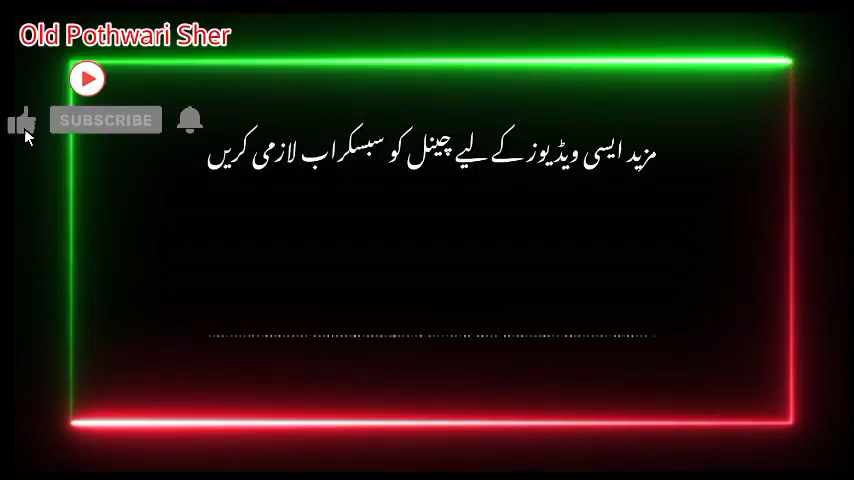 Old Pothwari Sher
SUBSCRIBE
مزید ایسی ویڈیوز کے لیے چینل کو سبسکراب لازمی کریں